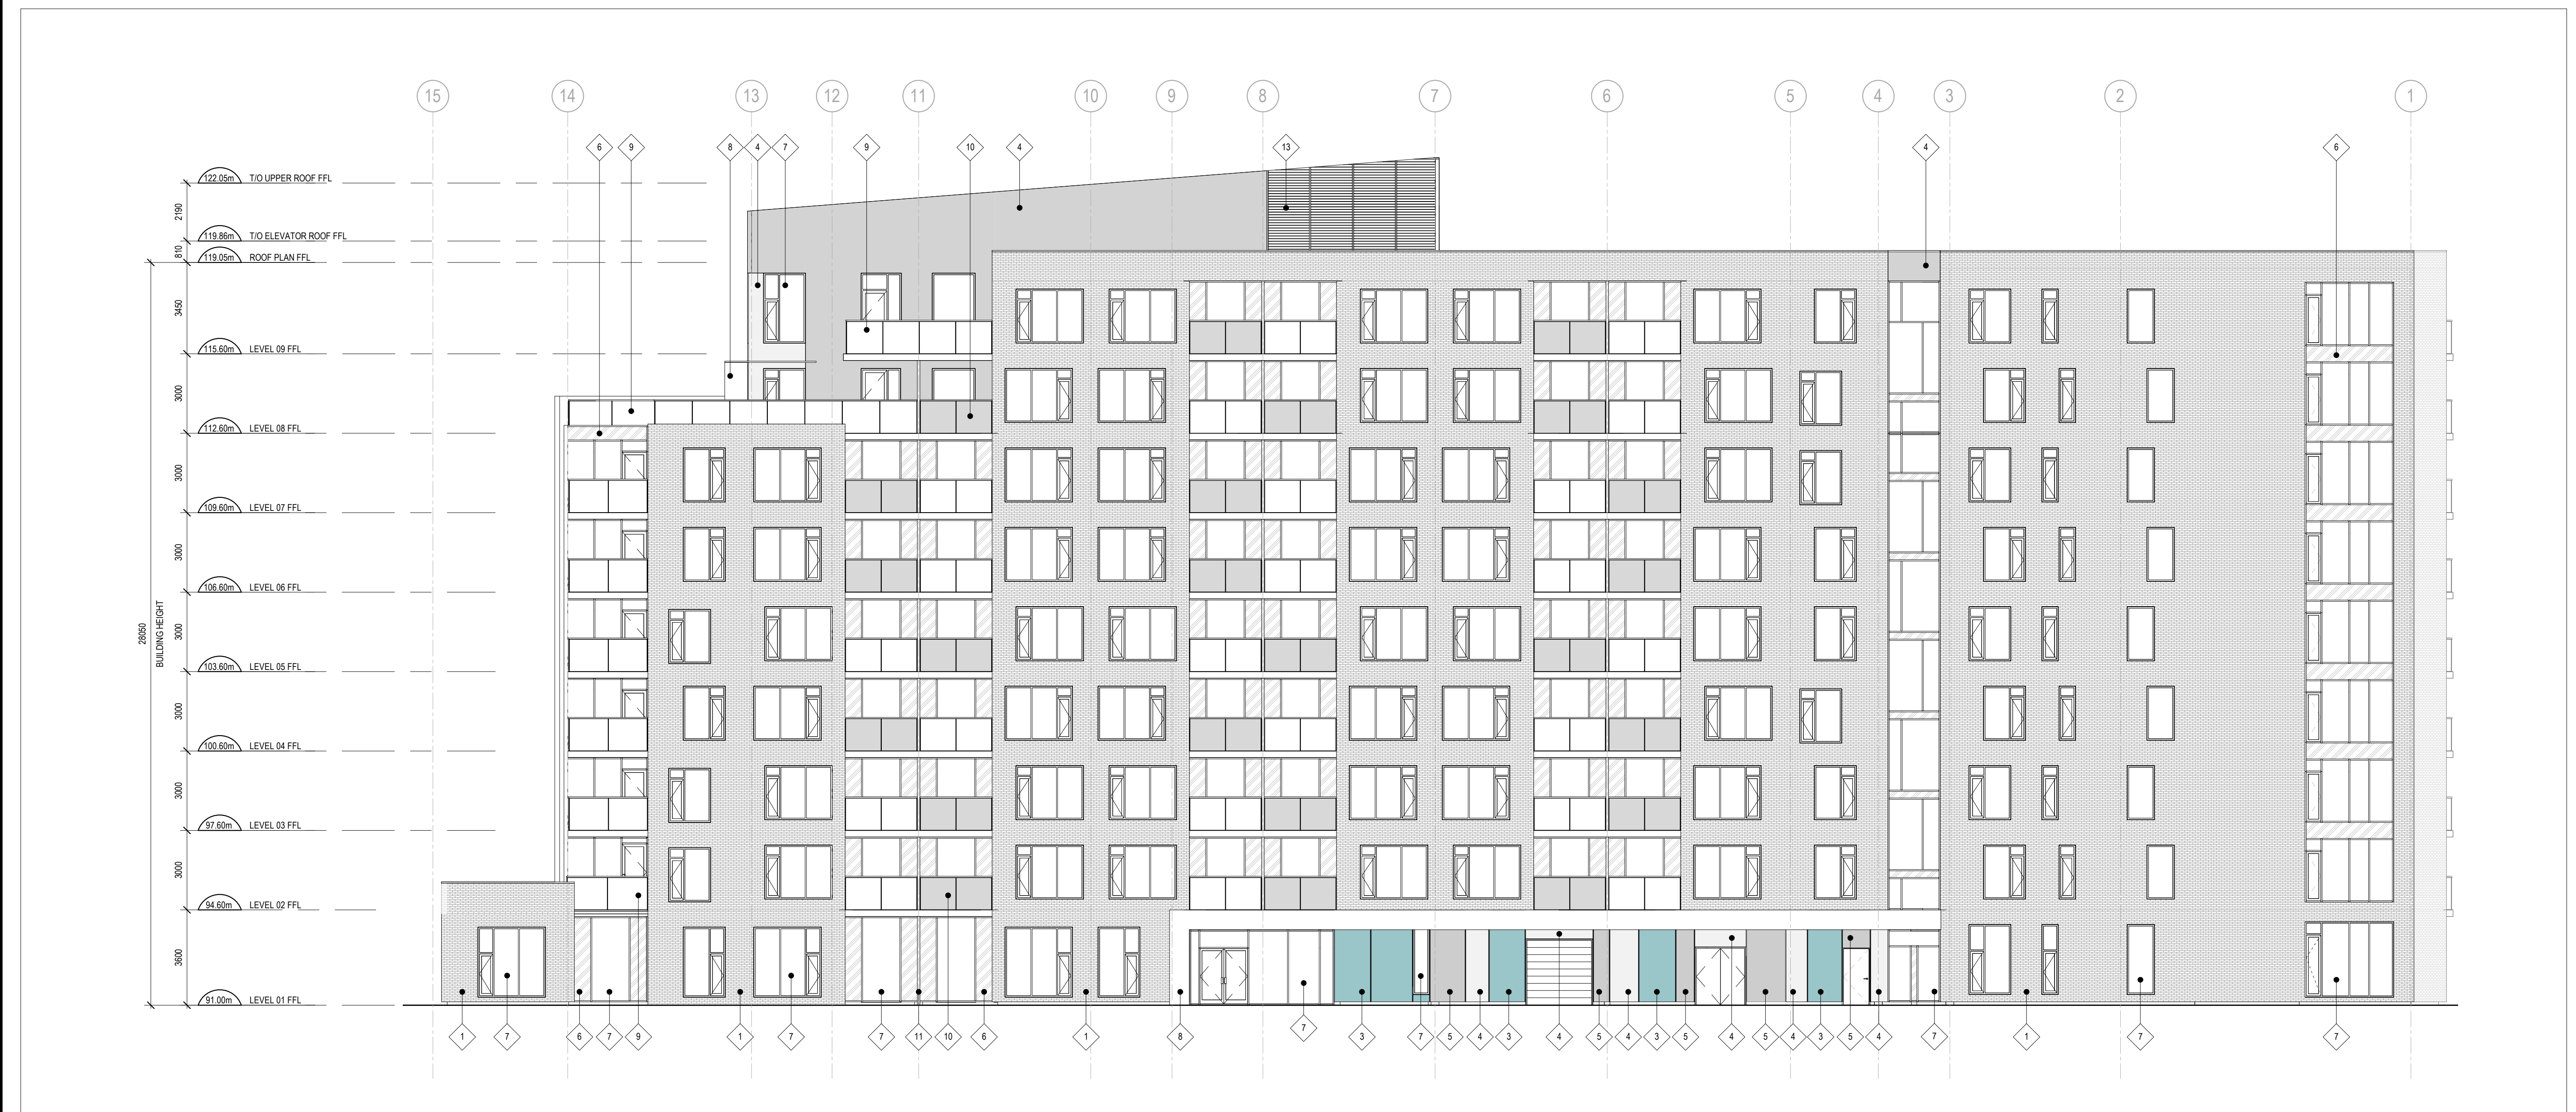 15 14 13 12 11 10 9 8 7 6 5 4 3 2 1
6 9 8 4 7 9 10 4 13 4 6
122.05m T/O UPPER ROOF FFL
2190
119.86m T/O ELEVATOR ROOF FFL
810
119.05m ROOF PLAN FFL
3450
115.60m LEVEL 09 FFL
3000
112.60m LEVEL 08 FFL
3000
109.60m LEVEL 07 FFL
3000
106.60m LEVEL 06 FFL
28050
BUILDING HEIGHT
3000
103.60m LEVEL 05 FFL
3000
100.60m LEVEL 04 FFL
3000
97.60m LEVEL 03 FFL
3000
94.60m LEVEL 02 FFL
3600
91.00m LEVEL 01 FFL
1 7 6 7 9 1 7 7 11 10 6 1 8 7 3 7 5 4 3 4 5 4 3 5 4 5 4 3 5 4 7 1 7 7